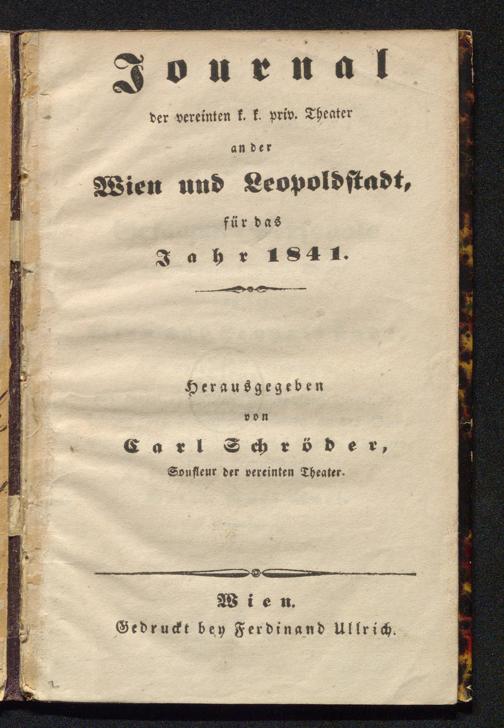 Journal
der vereinten k. k. priv. Theater
an der
Wien und Leopoldstadt,
für das
Jahr 1841.
Herausgegeben
von
Carl Schröder,
Soufleur der vereinten Theater.
Wien.
Gedruckt bey Ferdinand Ullrich.